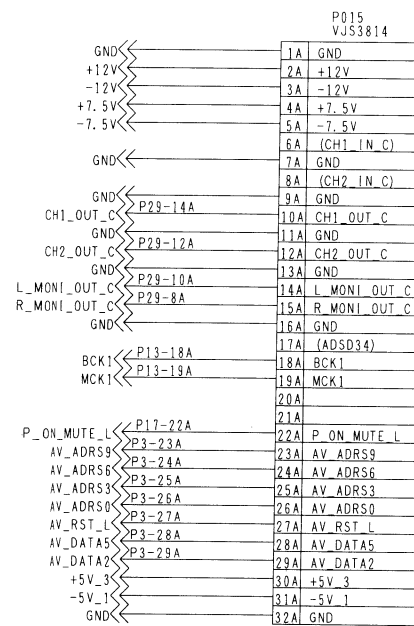 P015
VJS3814
GND 1A GND
+12V 2A +12V
-12V 3A -12V
+7.5V 4A +7.5V
-7.5V 5A -7.5V
6A (CH1_IN_C)
GND 7A GND
8A (CH2_IN_C)
GND 9A GND
CH1_OUT_C P29-14A 10A CH1_OUT_C
GND 11A GND
CH2_OUT_C P29-12A 12A CH2_OUT_C
GND 13A GND
L_MONI_OUT_C P29-10A 14A L_MONI_OUT_C
R_MONI_OUT_C P29-8A 15A R_MONI_OUT_C
GND 16A GND
17A (ADSD34)
BCK1 P13-18A 18A BCK1
MCK1 P13-19A 19A MCK1
20A
21A
P_ON_MUTE_L P17-22A 22A P_ON_MUTE_L
AV_ADRS9 P3-23A 23A AV_ADRS9
AV_ADRS6 P3-24A 24A AV_ADRS6
AV_ADRS3 P3-25A 25A AV_ADRS3
AV_ADRS0 P3-26A 26A AV_ADRS0
AV_RST_L P3-27A 27A AV_RST_L
AV_DATA5 P3-28A 28A AV_DATA5
AV_DATA2 P3-29A 29A AV_DATA2
+5V_3 30A +5V_3
-5V_1 31A -5V_1
GND 32A GND